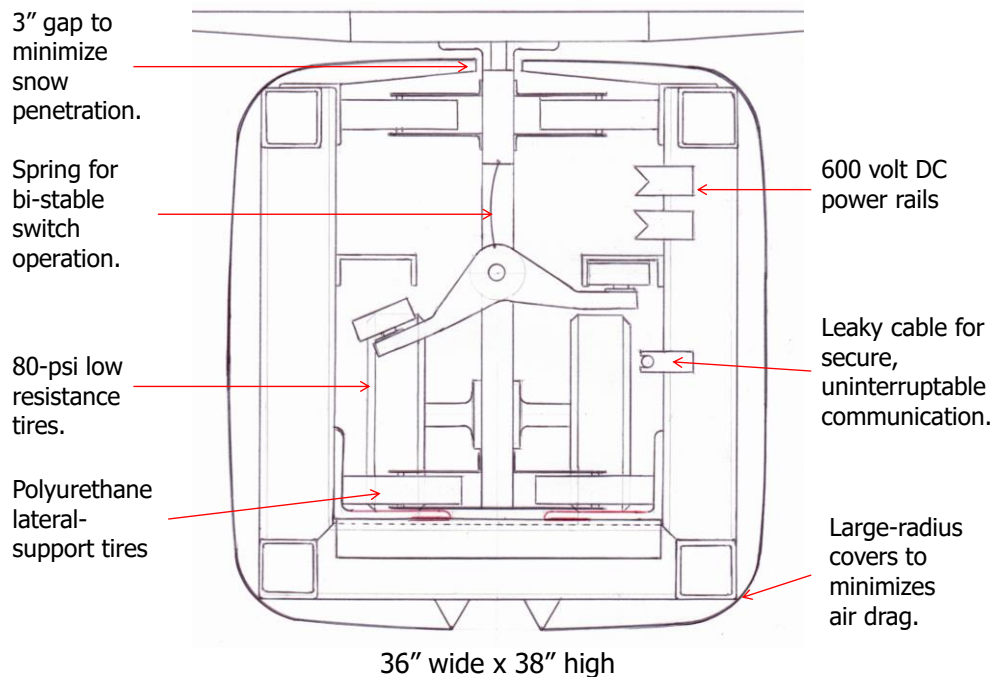 3” gap to
minimize
snow
penetration.
Spring for
bi-stable
switch
operation.
80-psi low
resistance
tires.
Polyurethane
lateral-
support tires
600 volt DC
power rails
Leaky cable for
secure,
uninterruptable
communication.
Large-radius
covers to
minimizes
air drag.
36” wide x 38” high